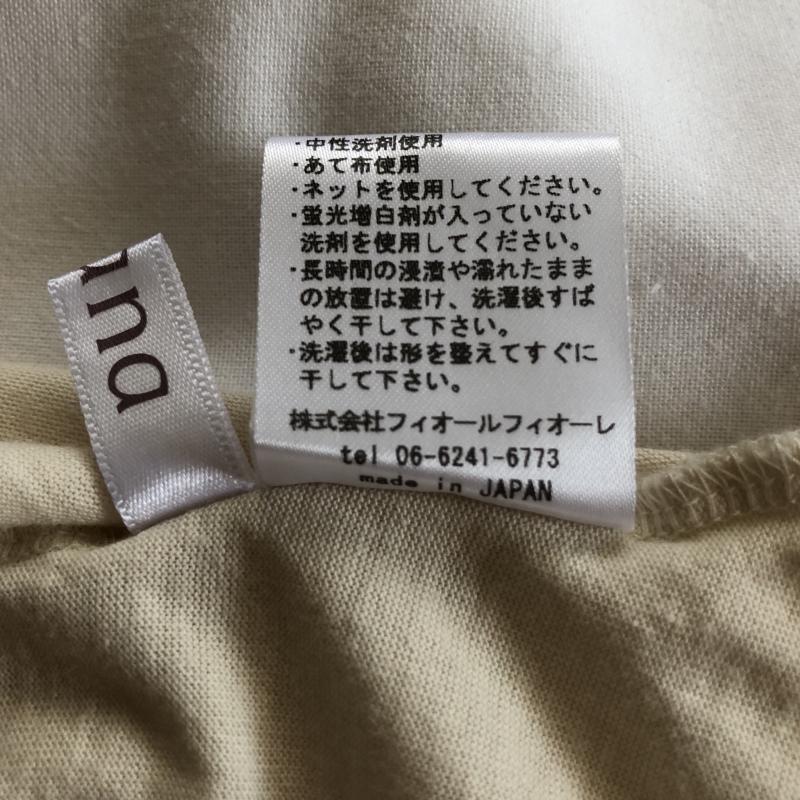 ・中性洗剤使用
・あて布使用
・ネットを使用してください。
・蛍光増白剤が入っていない
洗剤を使用してください。
・長時間の浸漬や濡れたまま
の放置は避け、洗濯後すば
やく干して下さい。
・洗濯後は形を整えてすぐに
干して下さい。
株式会社フィオールフィオーレ
tel 06-6241-6773
made in JAPAN
una